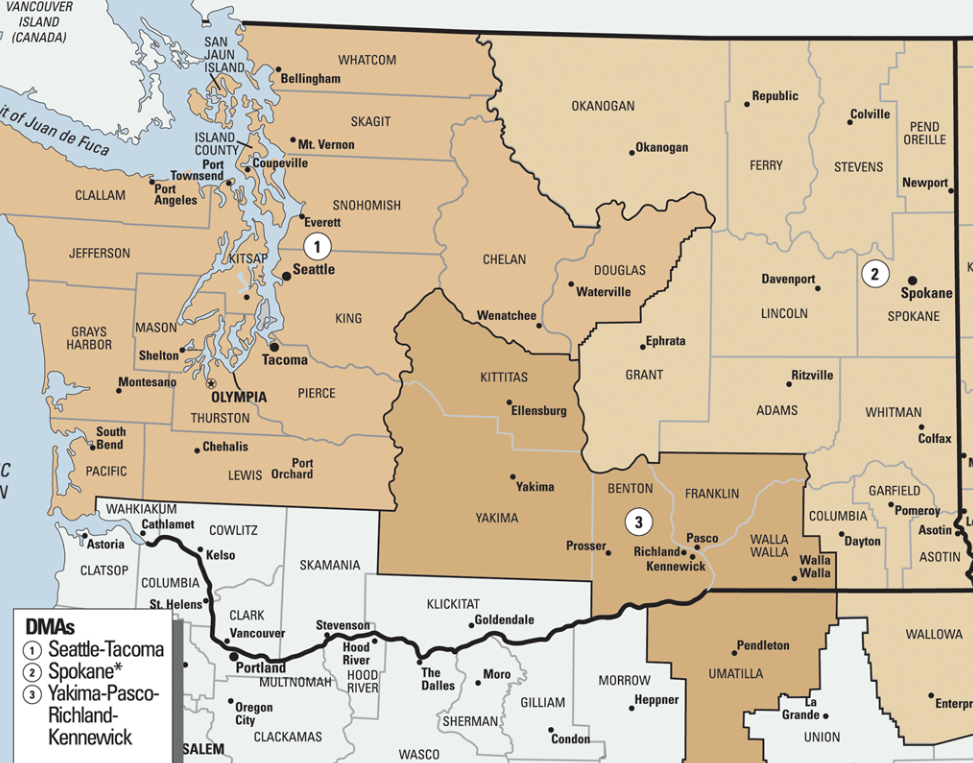 VANCOUVER
ISLAND
(CANADA)
SAN
JAUN
ISLAND
WHATCOM
Bellingham
OKANOGAN
Republic
Colville
PEND
OREILLE
it of Juan de Fuca
SKAGIT
ISLAND
COUNTY
Mt. Vernon
Okanogan
FERRY
STEVENS
Port
Townsend
Coupeville
Newport
CLALLAM
Port
Angeles
SNOHOMISH
Everett
JEFFERSON
KITSAP
1
CHELAN
DOUGLAS
Seattle
Waterville
Davenport
2
Spokane
K
LINCOLN
SPOKANE
GRAYS
HARBOR
MASON
KING
Wenatchee
Shelton
Tacoma
Ephrata
Montesano
OLYMPIA
PIERCE
KITTITAS
GRANT
Ritzville
THURSTON
Ellensburg
ADAMS
WHITMAN
South
Bend
Chehalis
Colfax
C
N
PACIFIC
LEWIS
Port
Orchard
Yakima
BENTON
FRANKLIN
M
GARFIELD
WAHKIAKUM
YAKIMA
3
COLUMBIA
Pomeroy
Cathlamet
COWLITZ
Asotin
L
Astoria
Kelso
Prosser
Richland
Pasco
Kennewick
WALLA
WALLA
Dayton
ASOTIN
CLATSOP
COLUMBIA
SKAMANIA
Walla
Walla
St. Helens
CLARK
KLICKITAT
Vancouver
Stevenson
Goldendale
DMAs
1 Seattle-Tacoma
2 Spokane*
3 Yakima-Pasco-
Richland-
Kennewick
Portland
Hood
River
Pendleton
WALLOWA
MULTNOMAH
HOOD
RIVER
The
Dalles
Moro
MORROW
UMATILLA
Oregon
City
GILLIAM
Heppner
La
Grande
Enterpr
CLACKAMAS
SHERMAN
SALEM
WASCO
Condon
UNION